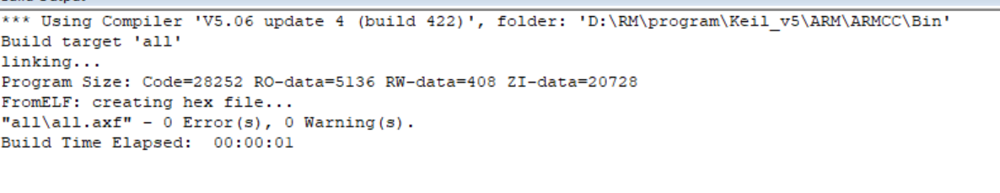 *** Using Compiler 'V5.06 update 4 (build 422)', folder: 'D:\RM\program\Keil_v5\ARM\ARMCC\Bin'
Build target 'all'
linking...
Program Size: Code=28252 RO-data=5136 RW-data=408 ZI-data=20728
FromELF: creating hex file...
"all\all.axf" - 0 Error(s), 0 Warning(s).
Build Time Elapsed:  00:00:01